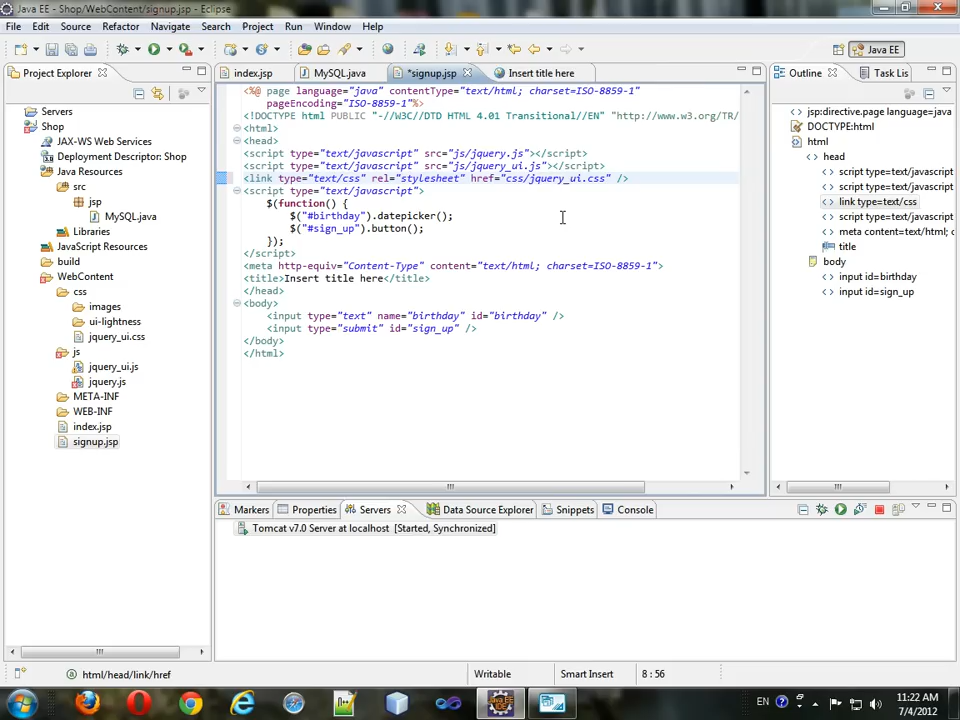 Java EE - Shop/WebContent/signup.jsp - Eclipse
File Edit Source Refactor Navigate Search Project Run Window Help
Java EE
Project Explorer
index.jsp MySQL.java *signup.jsp Insert title here
Outline Task Lis
Servers
Shop
JAX-WS Web Services
Deployment Descriptor: Shop
Java Resources
src
jsp
MySQL.java
Libraries
JavaScript Resources
build
WebContent
css
images
ui-lightness
jquery_ui.css
js
jquery_ui.js
jquery.js
META-INF
WEB-INF
index.jsp
signup.jsp
<%@ page language="java" contentType="text/html; charset=ISO-8859-1"
pageEncoding="ISO-8859-1"%>
<!DOCTYPE html PUBLIC "-//W3C//DTD HTML 4.01 Transitional//EN" "http://www.w3.org/TR/
<html>
<head>
<script type="text/javascript" src="js/jquery.js"></script>
<script type="text/javascript" src="js/jquery_ui.js"></script>
<link type="text/css" rel="stylesheet" href="css/jquery_ui.css" />
<script type="text/javascript">
$(function() {
$("#birthday").datepicker();
$("#sign_up").button();
});
</script>
<meta http-equiv="Content-Type" content="text/html; charset=ISO-8859-1">
<title>Insert title here</title>
</head>
<body>
<input type="text" name="birthday" id="birthday" />
<input type="submit" id="sign_up" />
</body>
</html>
jsp:directive.page language=java
DOCTYPE:html
html
head
script type=text/javascript
script type=text/javascript
link type=text/css
script type=text/javascript
meta content=text/html; c
title
body
input id=birthday
input id=sign_up
Markers Properties Servers Data Source Explorer Snippets Console
Tomcat v7.0 Server at localhost [Started, Synchronized]
html/head/link/href
Writable
Smart Insert
8 : 56
EN
11:22 AM
7/4/2012